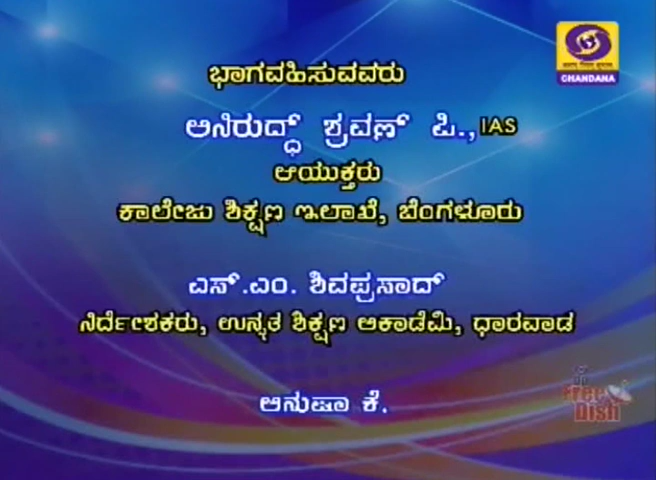 CHANDANA
ಭಾಗವಹಿಸುವವರು
ಅನಿರುದ್ಧ್ ಶ್ರವಣ್ ಪಿ., IAS
ಆಯುಕ್ತರು
ಕಾಲೇಜು ಶಿಕ್ಷಣ ಇಲಾಖೆ, ಬೆಂಗಳೂರು
ಎಸ್.ಎಂ. ಶಿವಪ್ರಸಾದ್
ನಿರ್ದೇಶಕರು, ಉನ್ನತ ಶಿಕ್ಷಣ ಅಕಾಡೆಮಿ, ಧಾರವಾಡ
ಅನುಷಾ ಕೆ.
Free
Dish